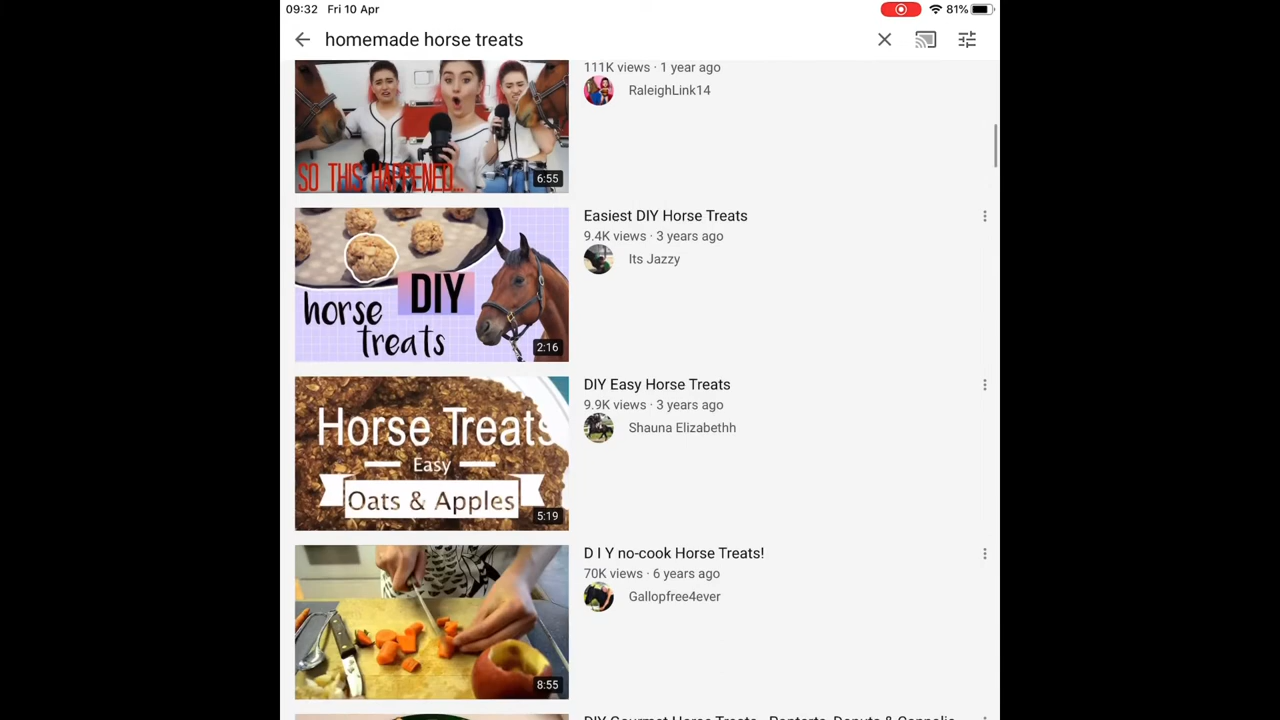 09:32 Fri 10 Apr
81%
homemade horse treats
111K views · 1 year ago
RaleighLink14
SO THIS HAPPENED...
6:55
Easiest DIY Horse Treats
9.4K views · 3 years ago
Its Jazzy
horse DIY
treats
2:16
DIY Easy Horse Treats
9.9K views · 3 years ago
Shauna Elizabethh
Horse Treats
Easy
Oats & Apples
5:19
D I Y no-cook Horse Treats!
70K views · 6 years ago
Gallopfree4ever
8:55